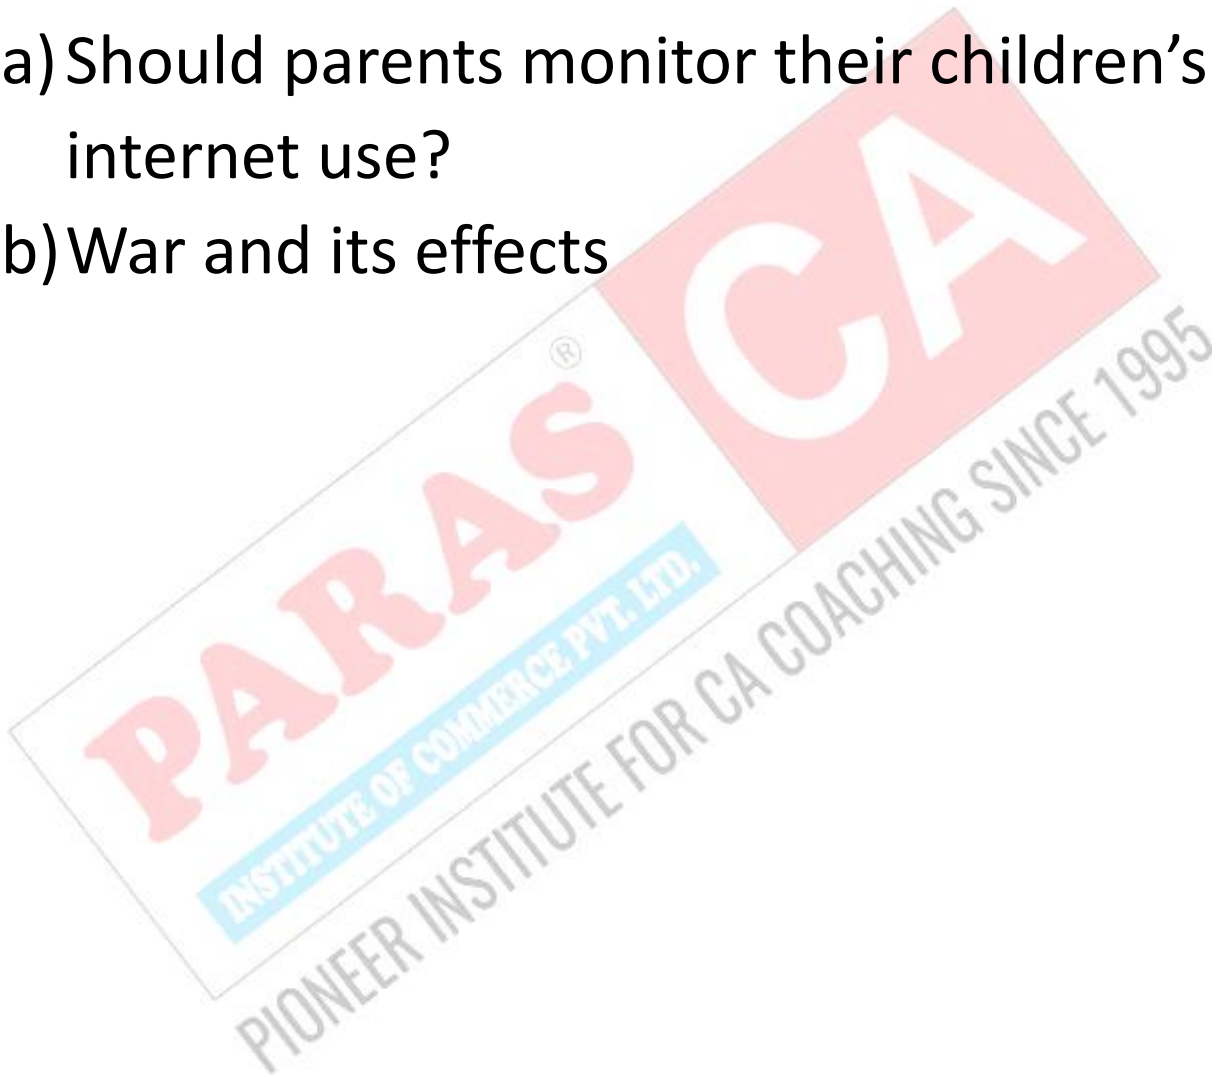 a) Should parents monitor their children’s
internet use?
b) War and its effects
CA
®
PARAS
INSTITUTE OF COMMERCE PVT. LTD.
PIONEER INSTITUTE FOR CA COACHING SINCE 1995